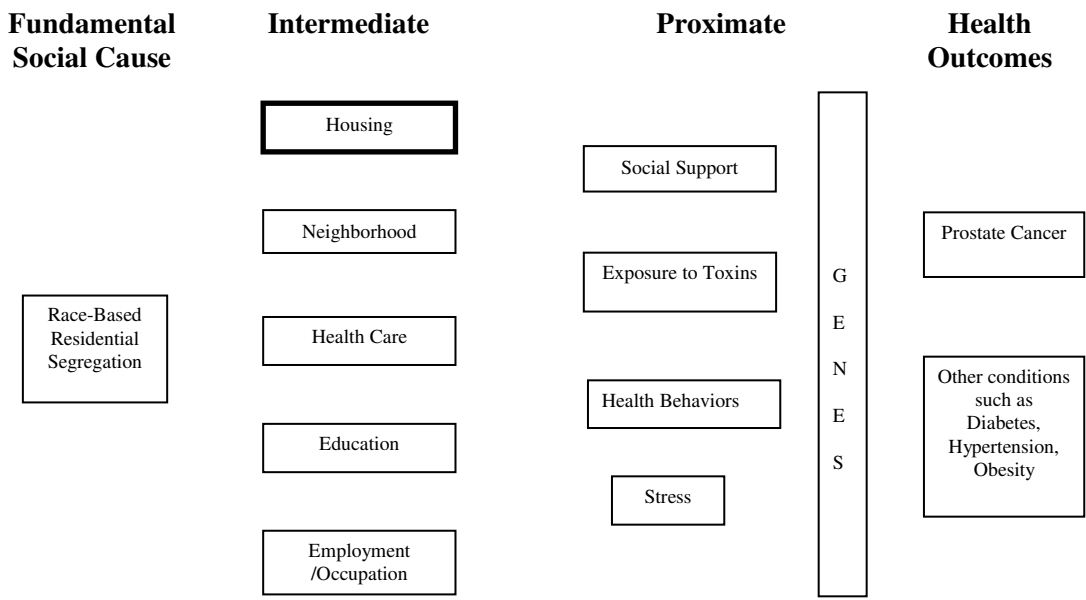 Fundamental
Social Cause
Intermediate
Proximate
Health
Outcomes
Race-Based
Residential
Segregation
Housing
Neighborhood
Health Care
Education
Employment
/Occupation
Social Support
Exposure to Toxins
Health Behaviors
Stress
G
E
N
E
S
Prostate Cancer
Other conditions
such as
Diabetes,
Hypertension,
Obesity